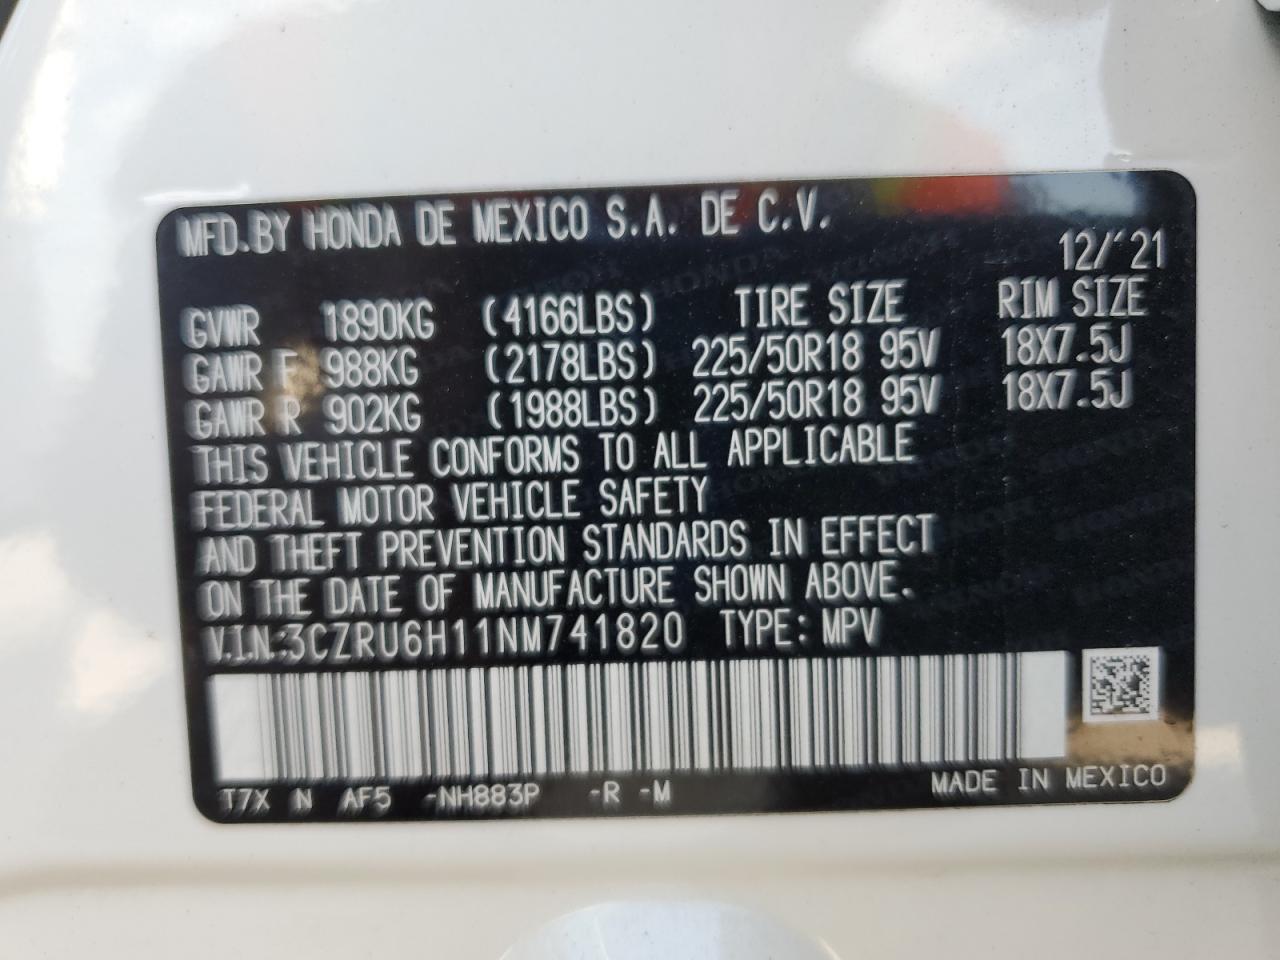 MFD.BY HONDA DE MEXICO S.A. DE C.V.
12/'21
GVWR 1890KG (4166LBS) TIRE SIZE RIM SIZE
GAWR F 988KG (2178LBS) 225/50R18 95V 18X7.5J
GAWR R 902KG (1988LBS) 225/50R18 95V 18X7.5J
THIS VEHICLE CONFORMS TO ALL APPLICABLE
FEDERAL MOTOR VEHICLE SAFETY
AND THEFT PREVENTION STANDARDS IN EFFECT
ON THE DATE OF MANUFACTURE SHOWN ABOVE.
V.I.N.:3CZRU6H11NM741820 TYPE: MPV
T7X N AF5 -NH883P -R -M MADE IN MEXICO